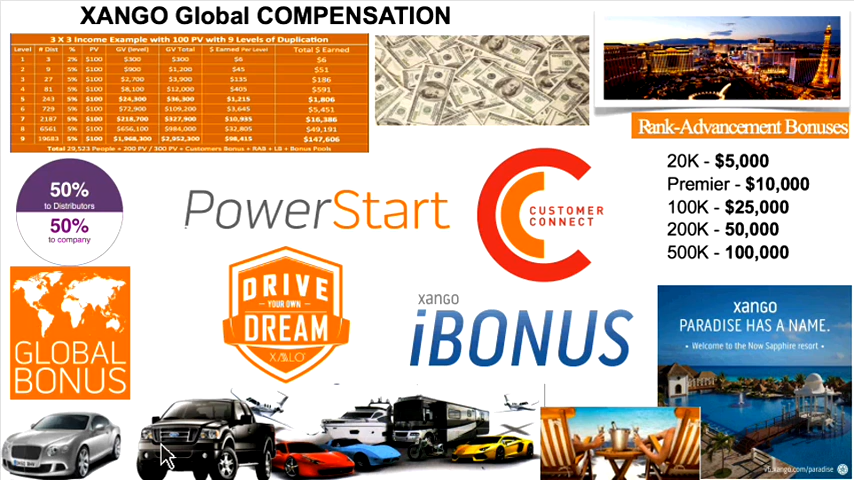 XANGO Global COMPENSATION
3 X 3 Income Example with 100 PV with 9 Levels of Duplication
Level # Dist % PV GV (level) GV Total $ Earned Per Level Total $ Earned
1 3 2% $100 $300 $300 $6 $6
2 9 5% $100 $900 $1,200 $45 $51
3 27 5% $100 $2,700 $3,900 $135 $186
4 81 5% $100 $8,100 $12,000 $405 $591
5 243 5% $100 $24,300 $36,300 $1,215 $1,806
6 729 5% $100 $72,900 $109,200 $3,645 $5,451
7 2187 5% $100 $218,700 $327,900 $10,935 $16,386
8 6561 5% $100 $656,100 $984,000 $32,805 $49,191
9 19683 5% $100 $1,968,300 $2,952,300 $98,415 $147,606
Total 29,523 People + 200 PV / 300 PV + Customers Bonus + RAB + LB + Bonus Pools
Rank-Advancement Bonuses
20K - $5,000
Premier - $10,000
100K - $25,000
200K - 50,000
500K - 100,000
50%
to Distributors
50%
to company
PowerStart
CUSTOMER
CONNECT
GLOBAL
BONUS
DRIVE
YOUR OWN
DREAM
XALO
xango
iBONUS
xango
PARADISE HAS A NAME.
• Welcome to the Now Sapphire resort •